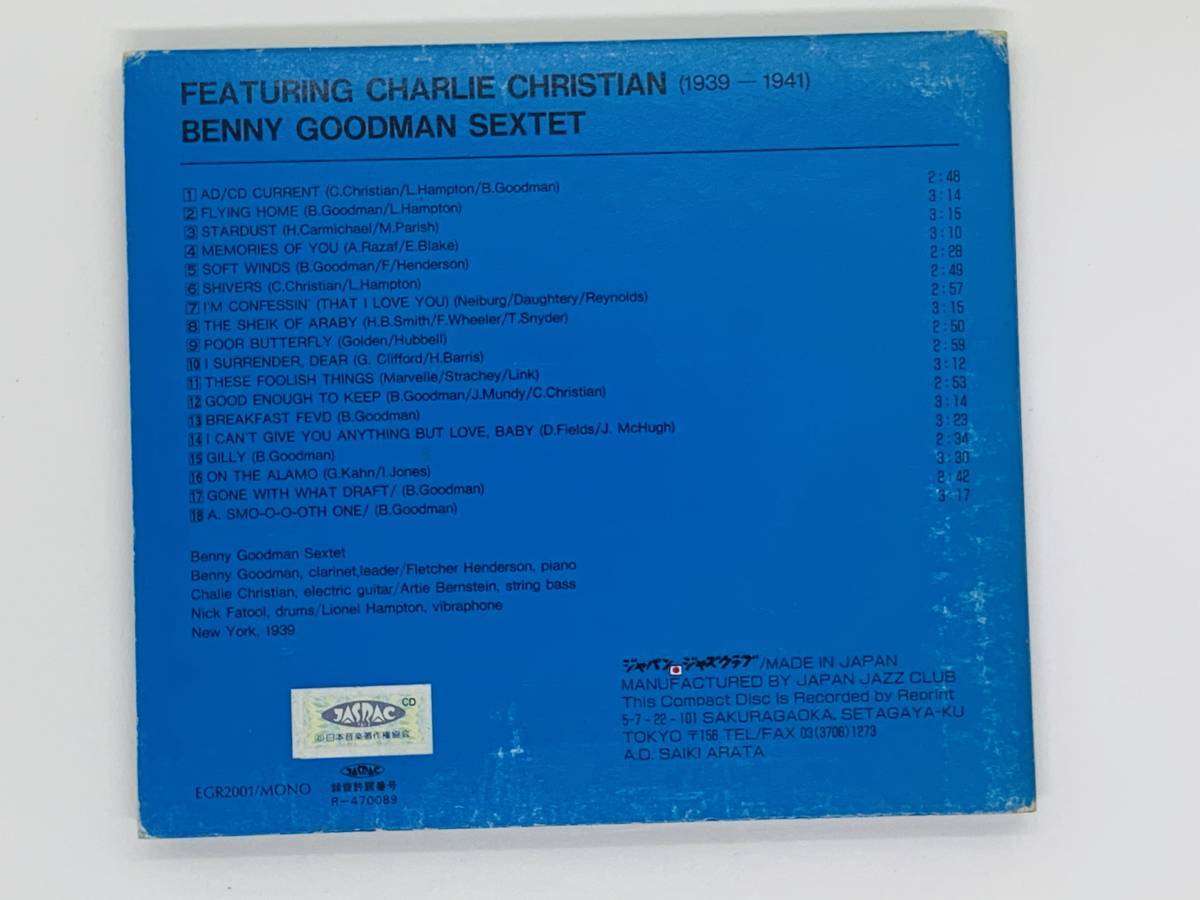 FEATURING CHARLIE CHRISTIAN (1939 — 1941)
BENNY GOODMAN SEXTET
1 AD/CD CURRENT (C.Christian/L.Hampton/B.Goodman) 2:48
2 FLYING HOME (B.Goodman/L.Hampton) 3:14
3 STARDUST (H.Carmichael/M.Parish) 3:15
4 MEMORIES OF YOU (A.Razaf/E.Blake) 3:10
5 SOFT WINDS (B.Goodman/F/Henderson) 2:28
6 SHIVERS (C.Christian/L.Hampton) 2:49
7 I'M CONFESSIN' (THAT I LOVE YOU) (Neiburg/Daughtery/Reynolds) 2:57
8 THE SHEIK OF ARABY (H.B.Smith/F.Wheeler/T.Snyder) 3:15
9 POOR BUTTERFLY (Golden/Hubbell) 2:50
10 I SURRENDER, DEAR (G. Clifford/H.Barris) 2:59
11 THESE FOOLISH THINGS (Marvelle/Strachey/Link) 3:12
12 GOOD ENOUGH TO KEEP (B.Goodman/J.Mundy/C.Christian) 2:53
13 BREAKFAST FEVD (B.Goodman) 3:14
14 I CAN'T GIVE YOU ANYTHING BUT LOVE, BABY (D.Fields/J. McHugh) 3:23
15 GILLY (B.Goodman) 2:34
16 ON THE ALAMO (G.Kahn/I.Jones) 3:30
17 GONE WITH WHAT DRAFT/ (B.Goodman) 2:42
18 A. SMO-O-O-OTH ONE/ (B.Goodman) 3:17
Benny Goodman Sextet
Benny Goodman, clarinet,leader/Fletcher Henderson, piano
Chalie Christian, electric guitar/Artie Bernstein, string bass
Nick Fatool, drums/Lionel Hampton, vibraphone
New York, 1939
ジャパン ジャズクラブ/MADE IN JAPAN
MANUFACTURED BY JAPAN JAZZ CLUB
This Compact Disc is Recorded by Reprint
5-7-22-101 SAKURAGAOKA, SETAGAYA-KU
TOKYO 〒156 TEL/FAX 03(3706)1273
A.D. SAIKI ARATA
CD
JASRAC
日本音楽著作権協会
EGR2001/MONO
JASRAC
録音許諾番号
R-470089